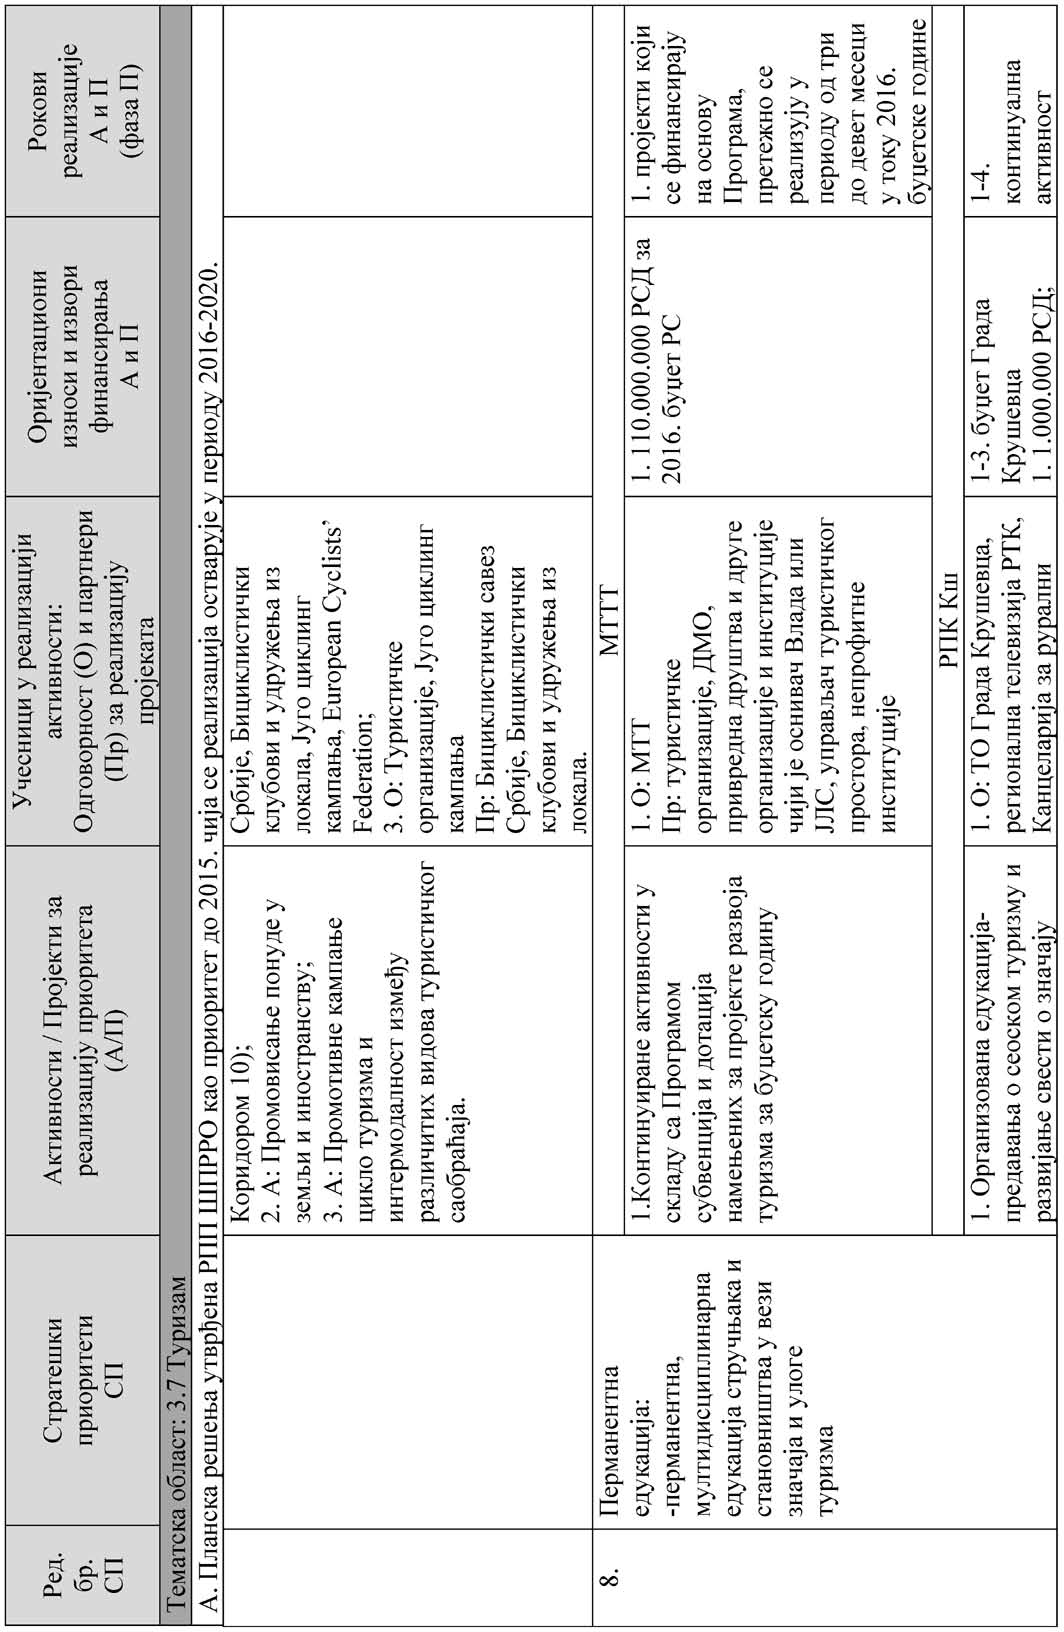 Ред.
бр.
СП
Стратешки
приоритети
СП
Активности / Пројекти за
реализацију приоритета
(А/П)
Учесници у реализацији
активности:
Одговорност (О) и партнери
(Пр) за реализацију
пројеката
Оријентациони
износи и извори
финансирања
А и П
Рокови
реализације
А и П
(фаза П)
Тематска област: 3.7 Туризам
А. Планска решења утврђена РПП ШПРРО као приоритет до 2015. чија се реализација остварује у периоду 2016-2020.
Коридором 10);
2. А: Промовисање понуде у
земљи и иностранству;
3. А: Промотивне кампање
цикло туризма и
интермодалност између
различитих видова туристичког
саобраћаја.
Србије, Бициклистички
клубови и удружења из
локала, Југо циклинг
кампања, European Cyclists’
Federation;
3. О: Туристичке
организације, Југо циклинг
кампања
Пр: Бициклистички савез
Србије, Бициклистички
клубови и удружења из
локала.
8.
Перманентна
едукација:
-перманентна,
мултидисциплинарна
едукација стручњака и
становништва у вези
значаја и улоге
туризма
МТТТ
1.Континуиране активности у
складу са Програмом
субвенција и дотација
намењених за пројекте развоја
туризма за буџетску годину
1. О: МТТ
Пр: туристичке
организације, ДМО,
привредна друштва и друге
организације и институције
чији је оснивач Влада или
ЈЛС, управљач туристичког
простора, непрофитне
институције
1. 110.000.000 РСД за
2016. буџет РС
1. пројекти који
се финансирају
на основу
Програма,
претежно се
реализују у
периоду од три
до девет месеци
у току 2016.
буџетске године
РПК Кш
1. Организована едукација-
предавања о сеоском туризму и
развијање свести о значају
1. О: ТО Града Крушевца,
регионална телевизија РТК,
Канцеларија за рурални
1-3. буџет Града
Крушевца
1. 1.000.000 РСД;
1-4.
континуална
активност